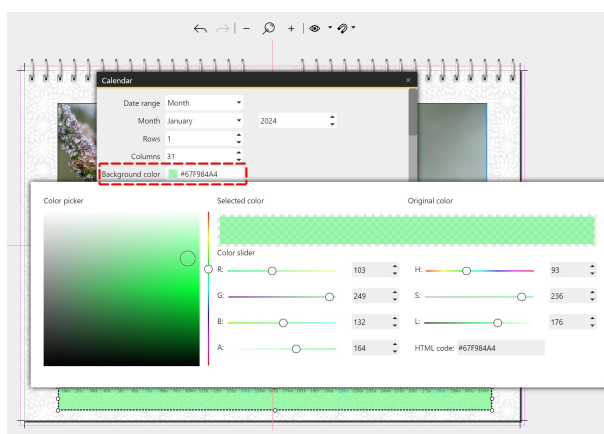 Calendar
Date range Month
Month January 2024
Rows 1
Columns 31
Background color #67F984A4
Color picker Selected color Original color
Color slider
R: 103 H: 93
G: 249 S: 236
B: 132 L: 176
A: 164 HTML code: #67F984A4